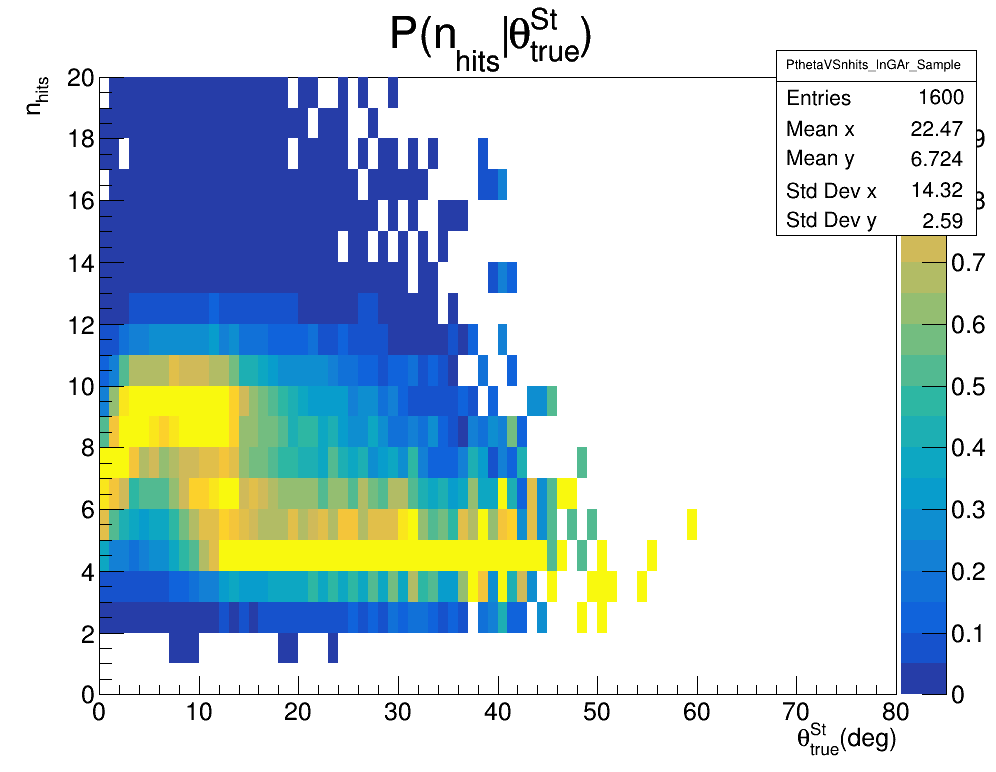 P(n_hits|θ^St_true)
PthetaVSnhits_InGAr_Sample
Entries 1600
Mean x 22.47
Mean y 6.724
Std Dev x 14.32
Std Dev y 2.59
n_hits
20
18
16
14
12
10
8
6
4
2
0
0 10 20 30 40 50 60 70 80
θ^St_true(deg)
9
8
0.7
0.6
0.5
0.4
0.3
0.2
0.1
0